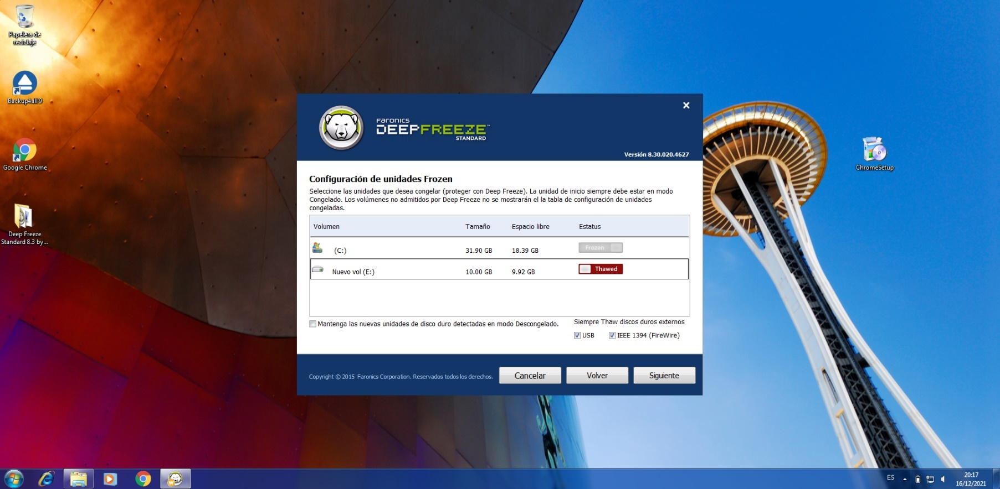 Papelera de
reciclaje
Backup4all 9
Google Chrome
Deep Freeze
Standard 8.3 by...
ChromeSetup
Faronics
DEEPFREEZE™
STANDARD
Versión 8.30.020.4627
Configuración de unidades Frozen
Seleccione las unidades que desea congelar (proteger con Deep Freeze). La unidad de inicio siempre debe estar en modo
Congelado. Los volúmenes no admitidos por Deep Freeze no se mostrarán el la tabla de configuración de unidades
congeladas.
Volumen Tamaño Espacio libre Estatus
(C:) 31.90 GB 18.39 GB Frozen
Nuevo vol (E:) 10.00 GB 9.92 GB Thawed
Mantenga las nuevas unidades de disco duro detectadas en modo Descongelado.
Siempre Thaw discos duros externos
USB IEEE 1394 (FireWire)
Copyright © 2015 Faronics Corporation. Reservados todos los derechos.
Cancelar Volver Siguiente
ES
20:17
16/12/2021